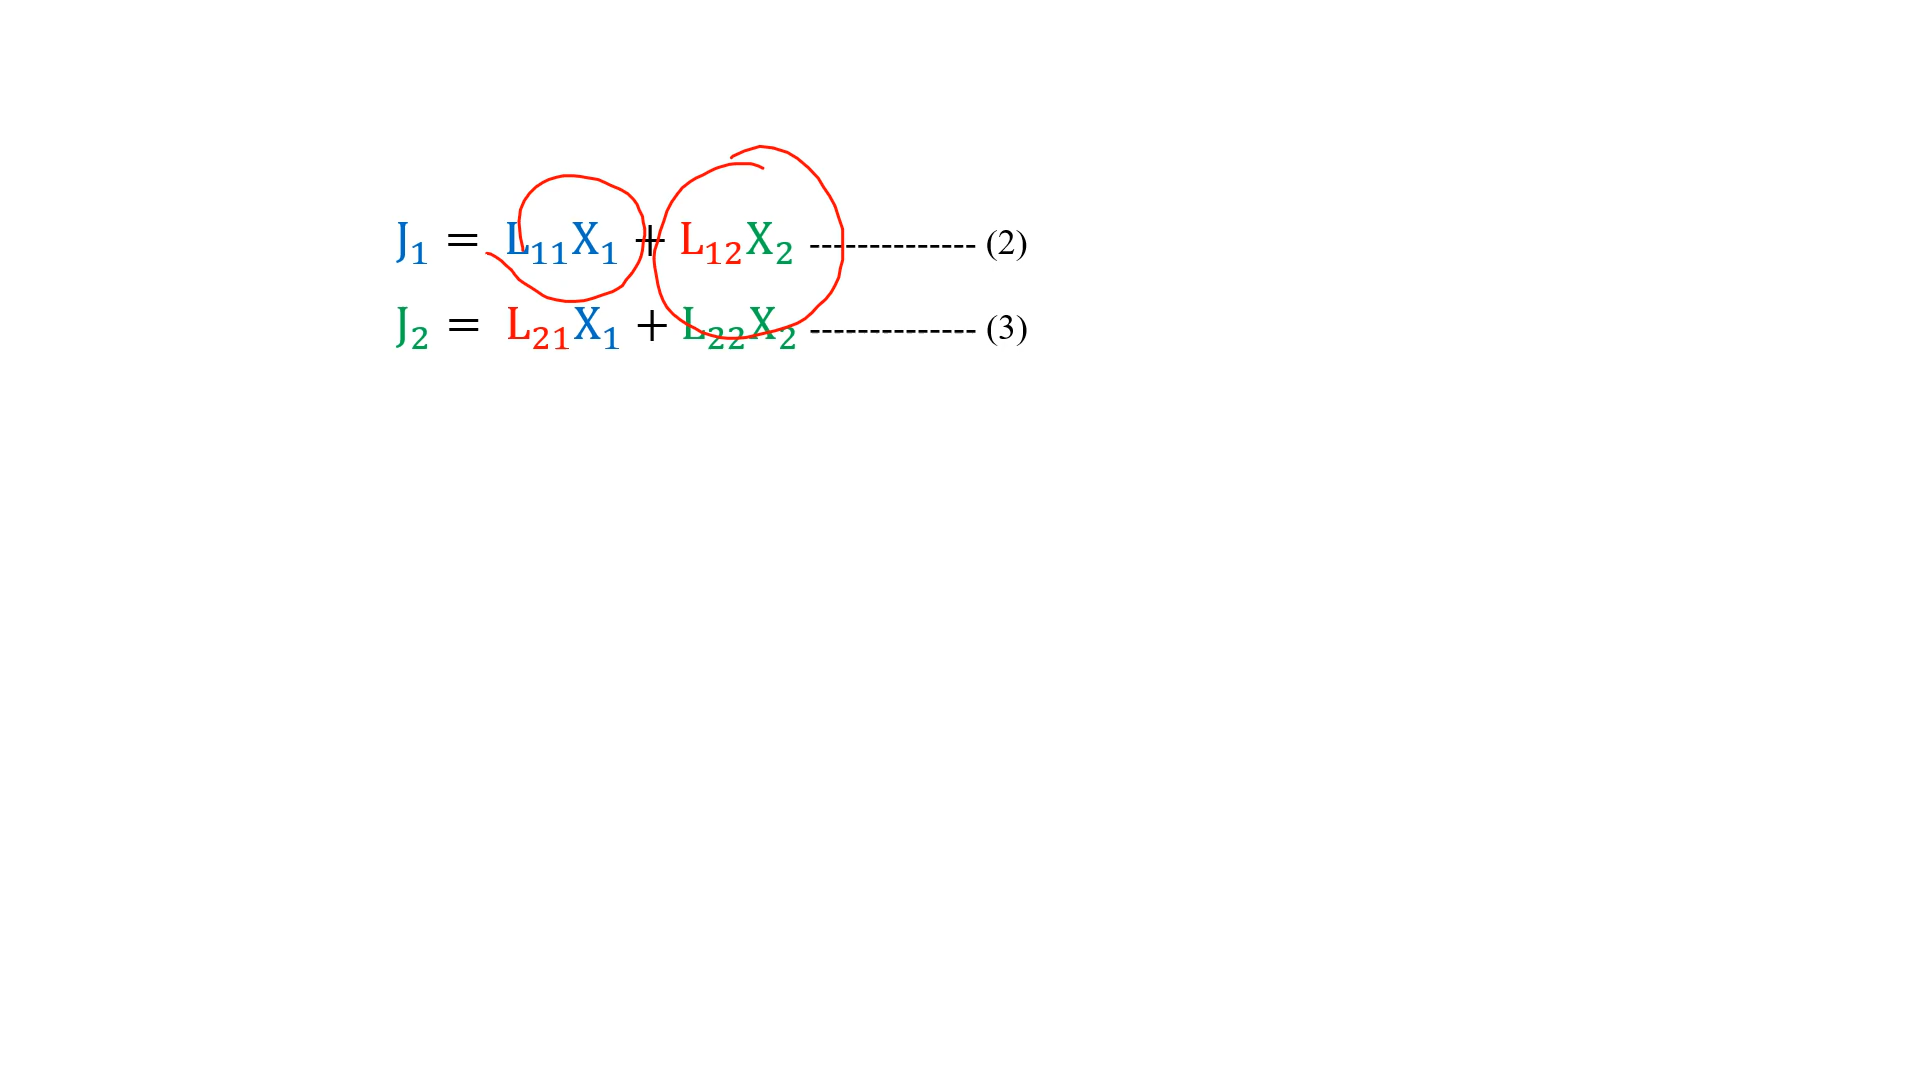 J₁ = L₁₁X₁ + L₁₂X₂ -------------- (2)
J₂ = L₂₁X₁ + L₂₂X₂ -------------- (3)